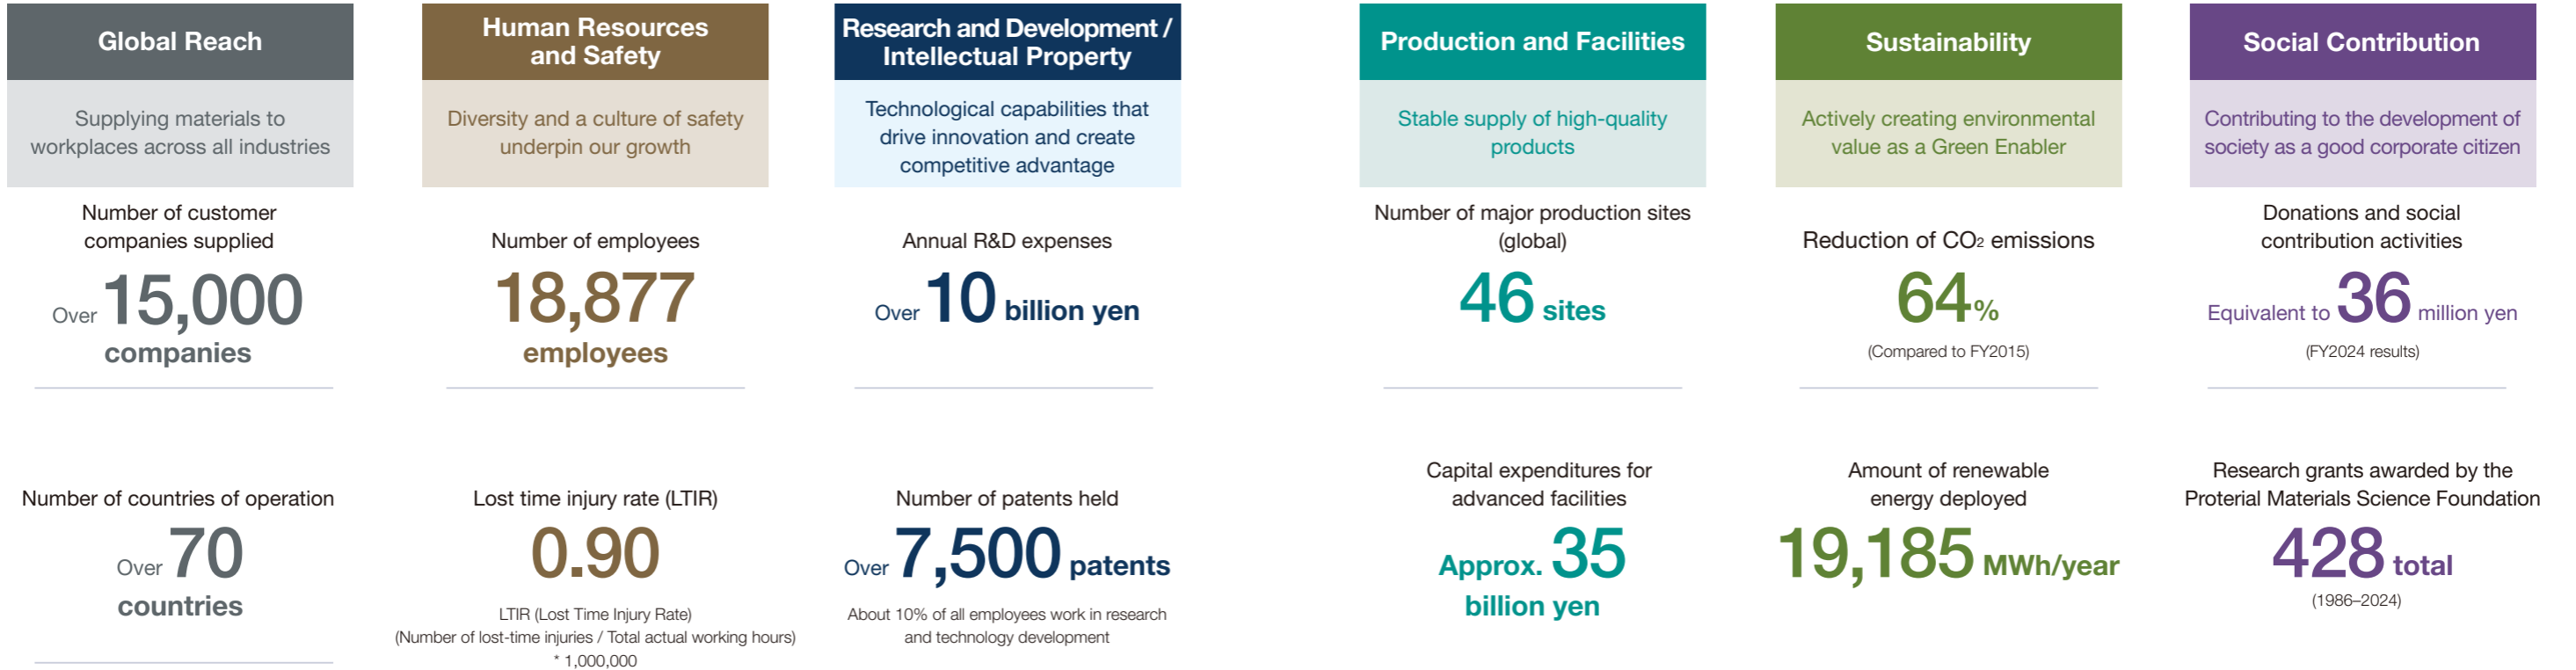 Global Reach
Supplying materials to
workplaces across all industries
Number of customer
companies supplied
Over 15,000
companies
Number of countries of operation
Over 70
countries
Human Resources
and Safety
Diversity and a culture of safety
underpin our growth
Number of employees
18,877
employees
Lost time injury rate (LTIR)
0.90
LTIR (Lost Time Injury Rate)
(Number of lost-time injuries / Total actual working hours)
* 1,000,000
Research and Development /
Intellectual Property
Technological capabilities that
drive innovation and create
competitive advantage
Annual R&D expenses
Over 10 billion yen
Number of patents held
Over 7,500 patents
About 10% of all employees work in research
and technology development
Production and Facilities
Stable supply of high-quality
products
Number of major production sites
(global)
46 sites
Capital expenditures for
advanced facilities
Approx. 35
billion yen
Sustainability
Actively creating environmental
value as a Green Enabler
Reduction of CO₂ emissions
64%
(Compared to FY2015)
Amount of renewable
energy deployed
19,185 MWh/year
Social Contribution
Contributing to the development of
society as a good corporate citizen
Donations and social
contribution activities
Equivalent to 36 million yen
(FY2024 results)
Research grants awarded by the
Proterial Materials Science Foundation
428 total
(1986–2024)